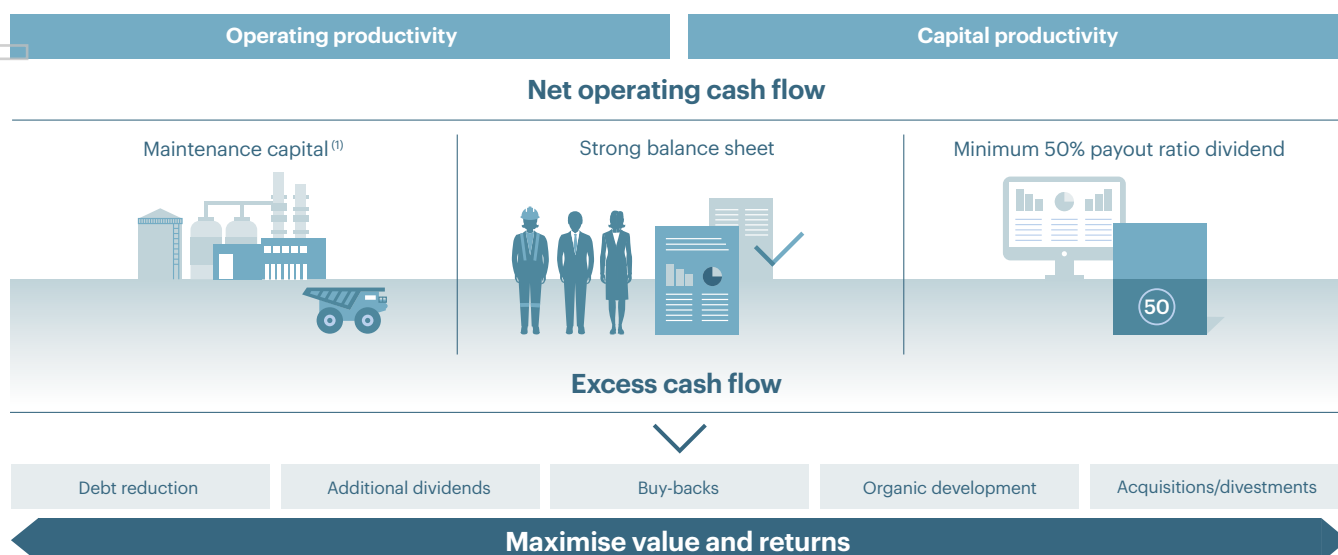 Operating productivity
Capital productivity
Net operating cash flow
Maintenance capital (1)
Strong balance sheet
Minimum 50% payout ratio dividend
50
Excess cash flow
Debt reduction
Additional dividends
Buy-backs
Organic development
Acquisitions/divestments
Maximise value and returns